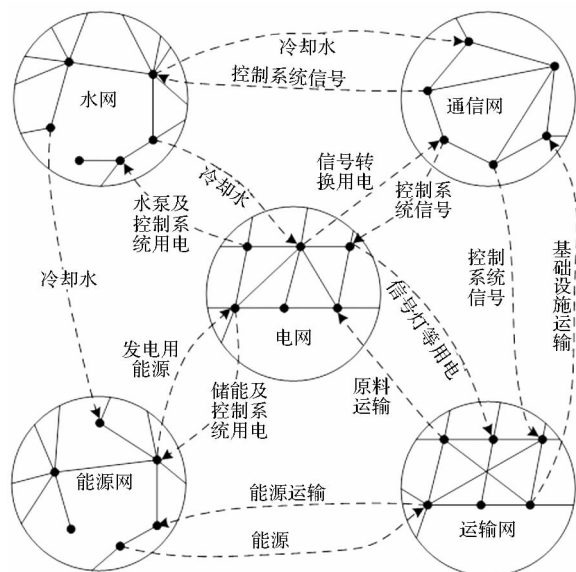 冷却水
控制系统信号
水网
通信网
信号转
换用电
冷却水
控制系
统信号
水泵及
控制系
统用电
控制
系统
信号
基础设施运输
冷却水
信号灯等用电
电网
发电用
能源
储能及
控制系
统用电
原料
运输
能源网
能源运输
运输网
能源